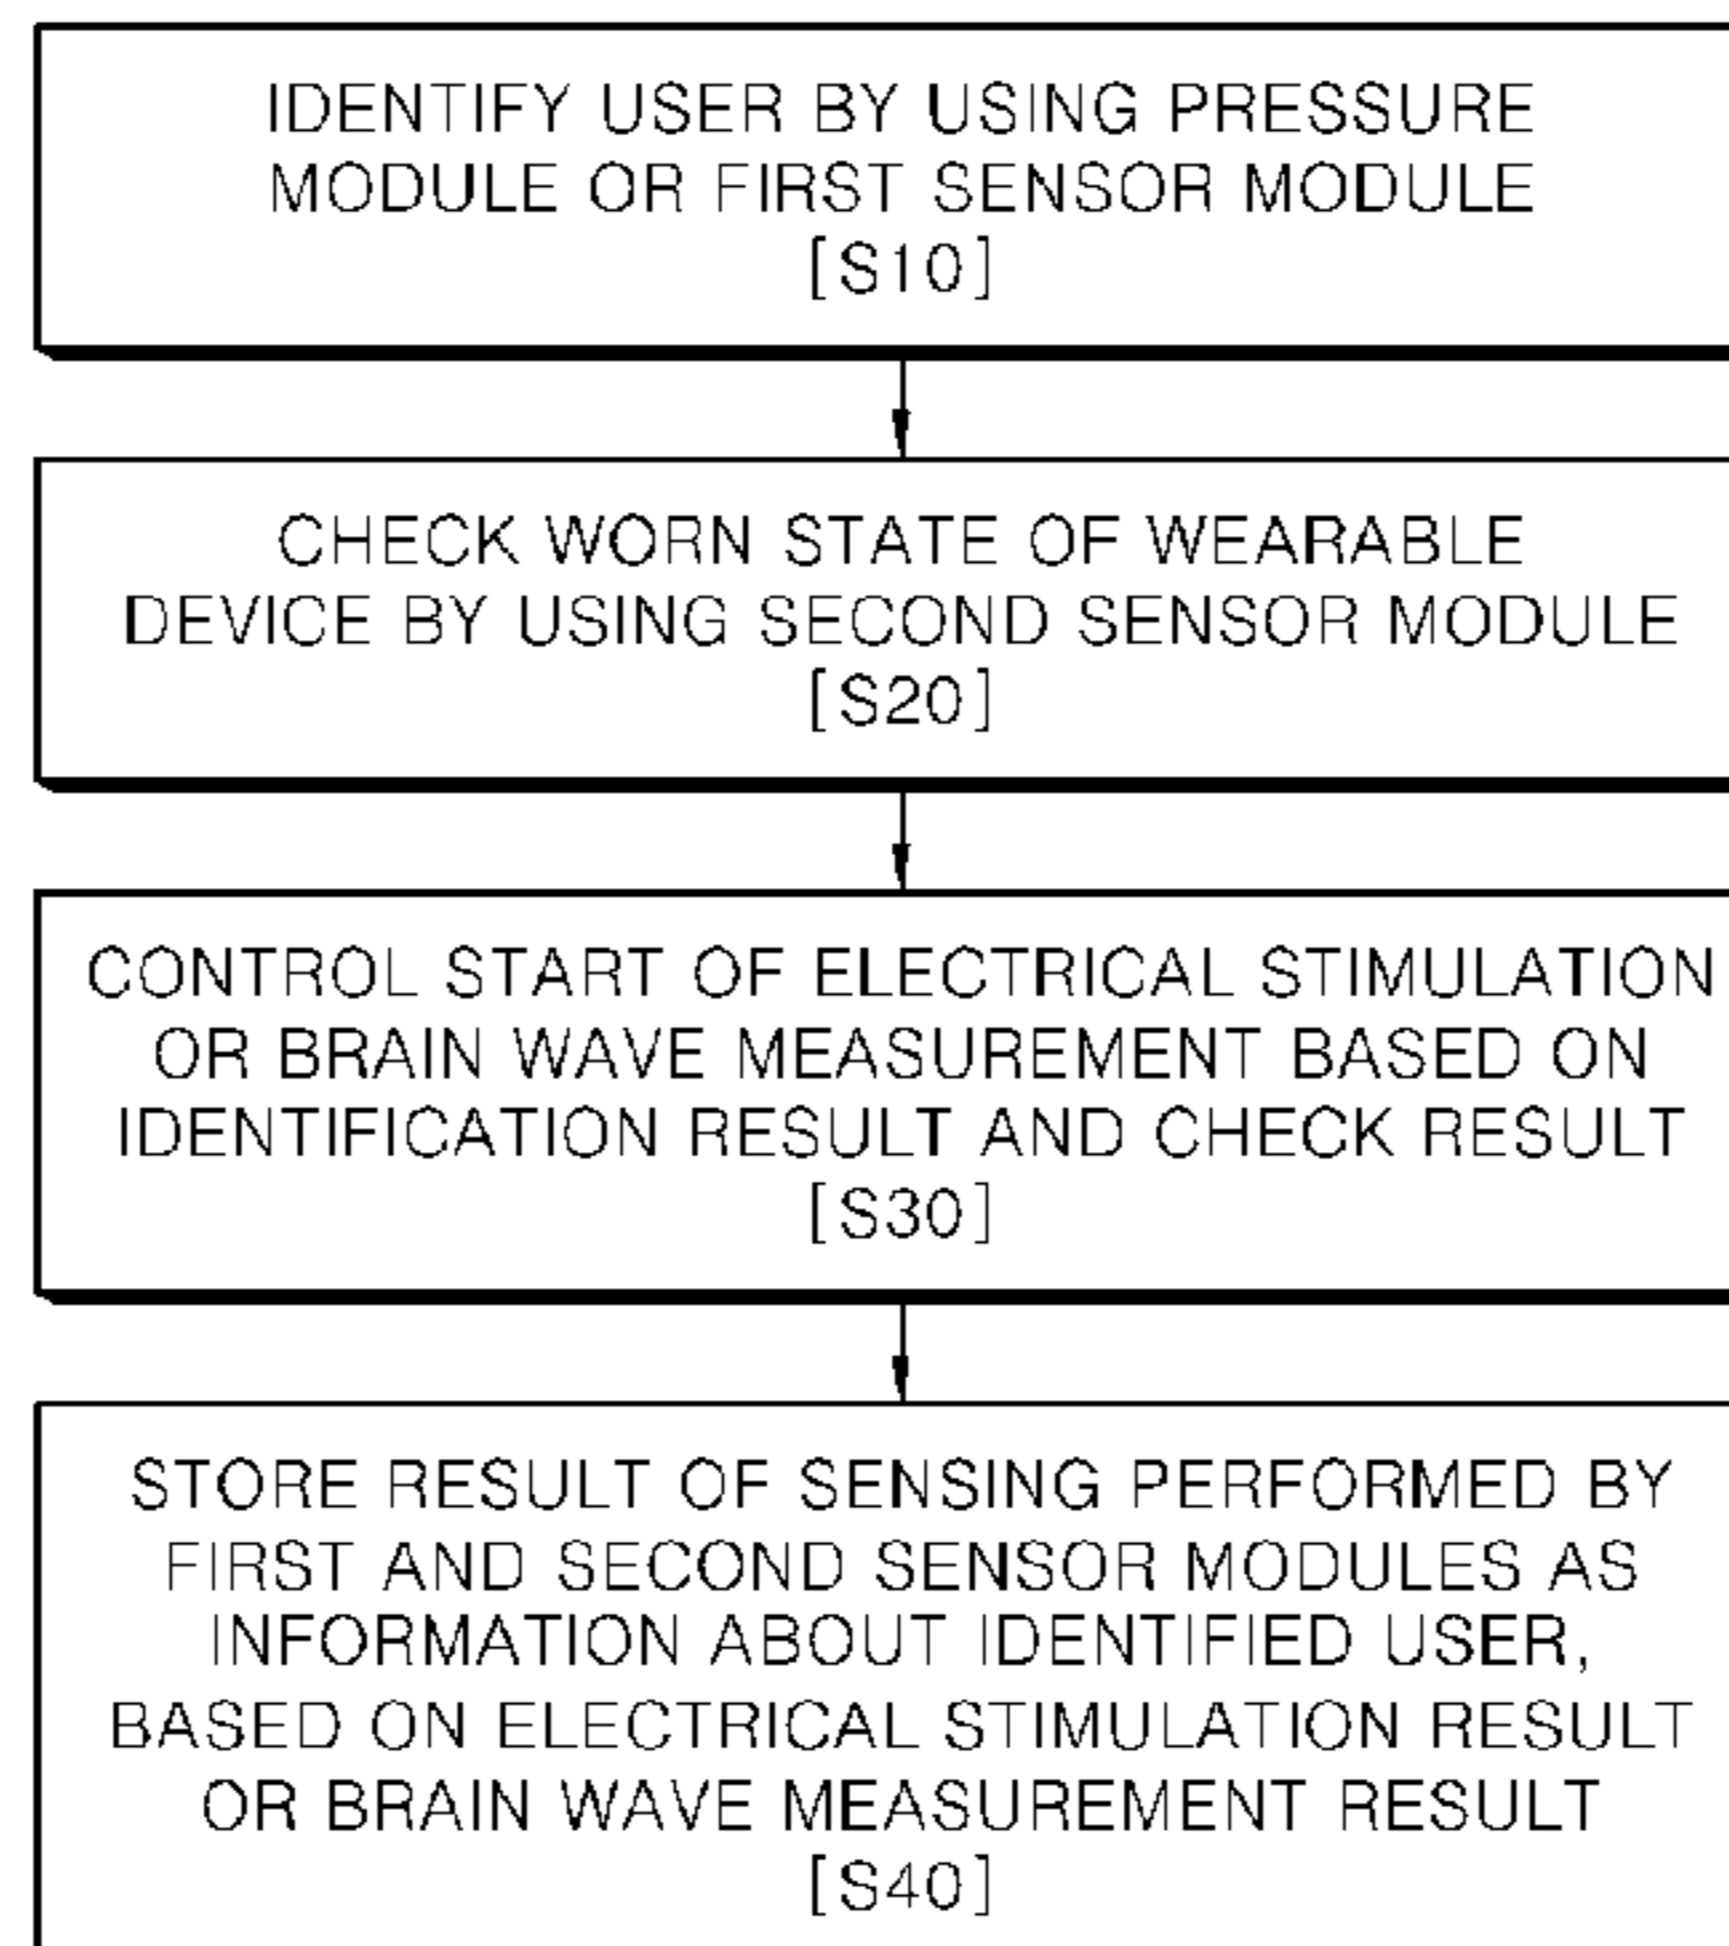 IDENTIFY USER BY USING PRESSURE
MODULE OR FIRST SENSOR MODULE
[S10]
CHECK WORN STATE OF WEARABLE
DEVICE BY USING SECOND SENSOR MODULE
[S20]
CONTROL START OF ELECTRICAL STIMULATION
OR BRAIN WAVE MEASUREMENT BASED ON
IDENTIFICATION RESULT AND CHECK RESULT
[S30]
STORE RESULT OF SENSING PERFORMED BY
FIRST AND SECOND SENSOR MODULES AS
INFORMATION ABOUT IDENTIFIED USER,
BASED ON ELECTRICAL STIMULATION RESULT
OR BRAIN WAVE MEASUREMENT RESULT
[S40]